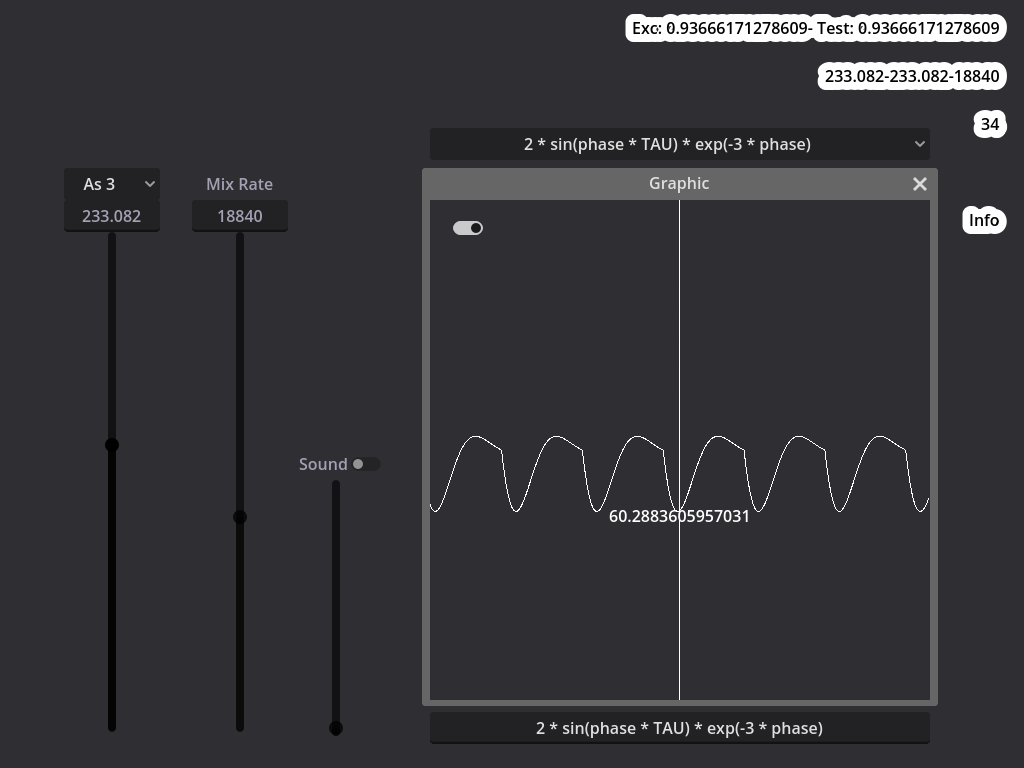 Exc: 0.93666171278609- Test: 0.93666171278609
233.082-233.082-18840
34
2 * sin(phase * TAU) * exp(-3 * phase)
As 3
Mix Rate
Graphic
233.082
18840
Info
Sound
60.2883605957031
2 * sin(phase * TAU) * exp(-3 * phase)